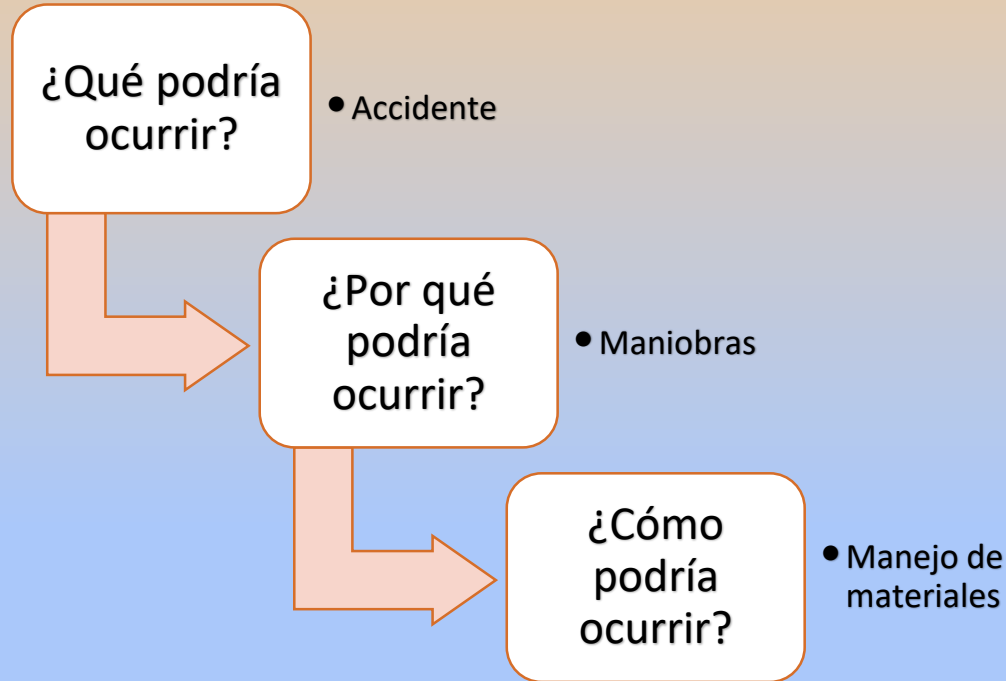 ¿Qué podría
ocurrir?
• Accidente
¿Por qué
podría
ocurrir?
• Maniobras
¿Cómo
podría
ocurrir?
• Manejo de
materiales